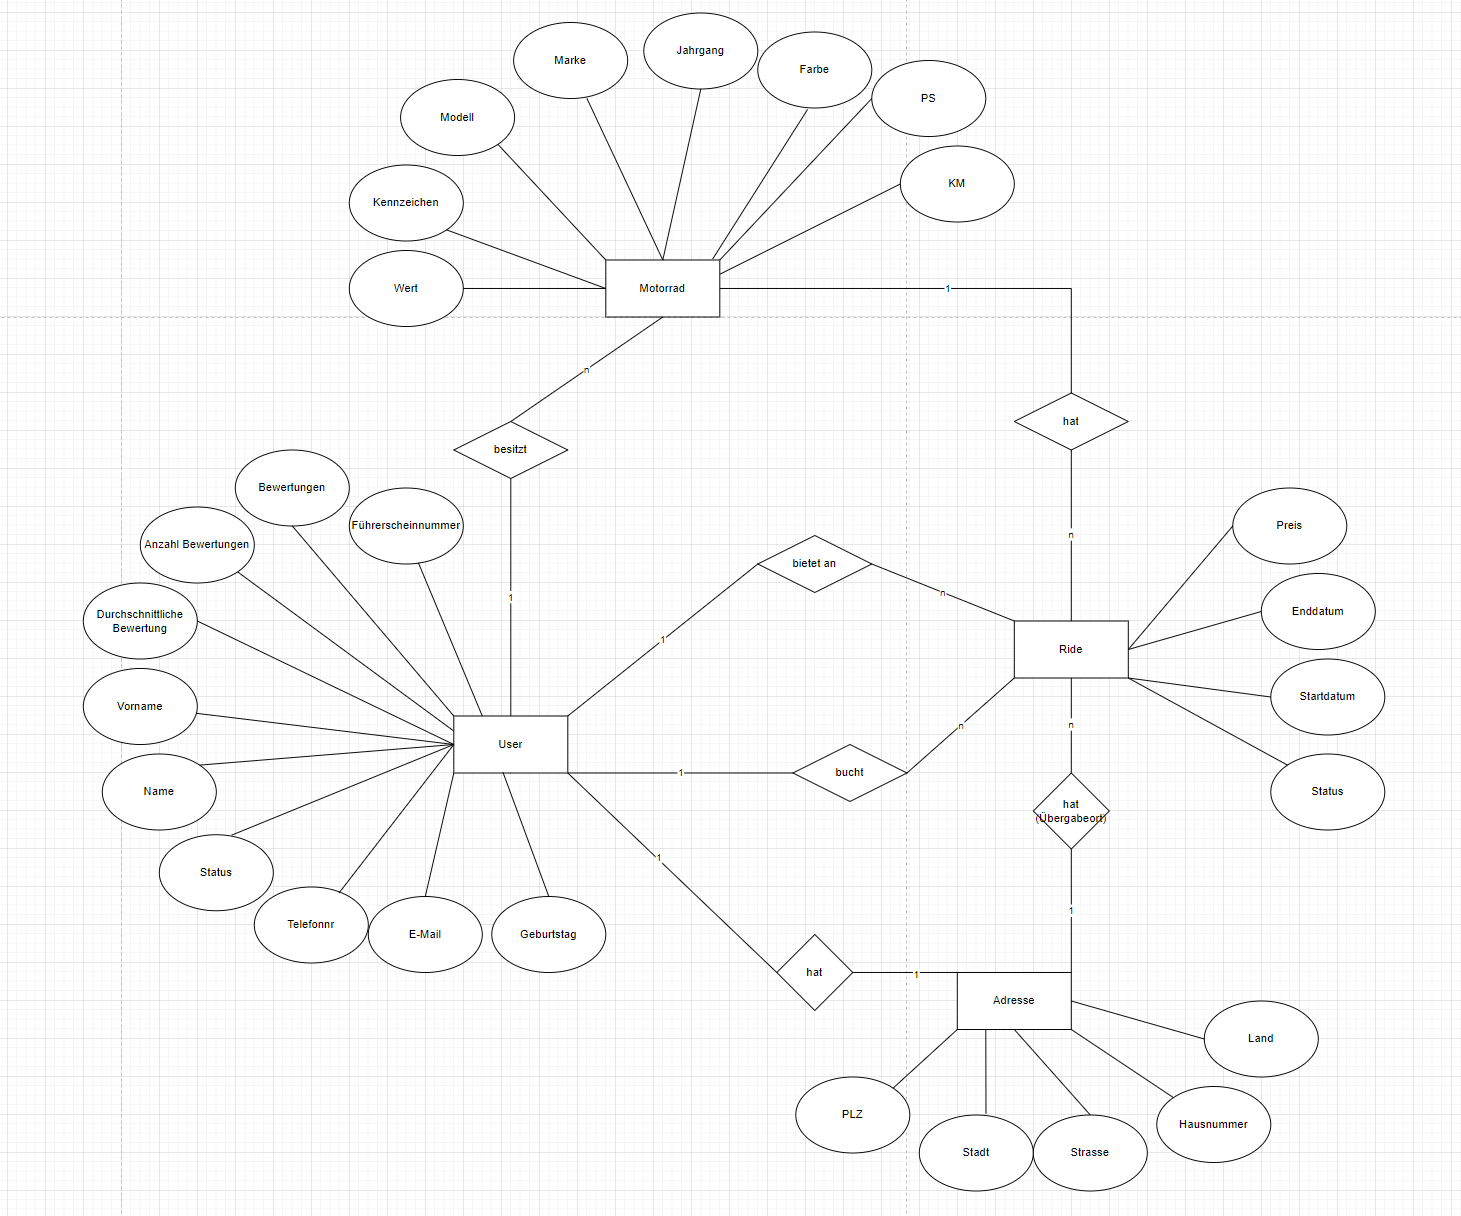 Jahrgang
Marke
Farbe
PS
Modell
KM
Kennzeichen
Wert
Motorrad
1
n
hat
besitzt
Bewertungen
Führerscheinnummer
Preis
n
Anzahl Bewertungen
bietet an
n
1
Enddatum
Durchschnittliche
Bewertung
1
Ride
Startdatum
Vorname
n
n
User
1
bucht
Name
Status
hat
(Übergabeort)
1
Status
1
Telefonnr
E-Mail
Geburtstag
hat
1
Adresse
Land
PLZ
Hausnummer
Stadt
Strasse